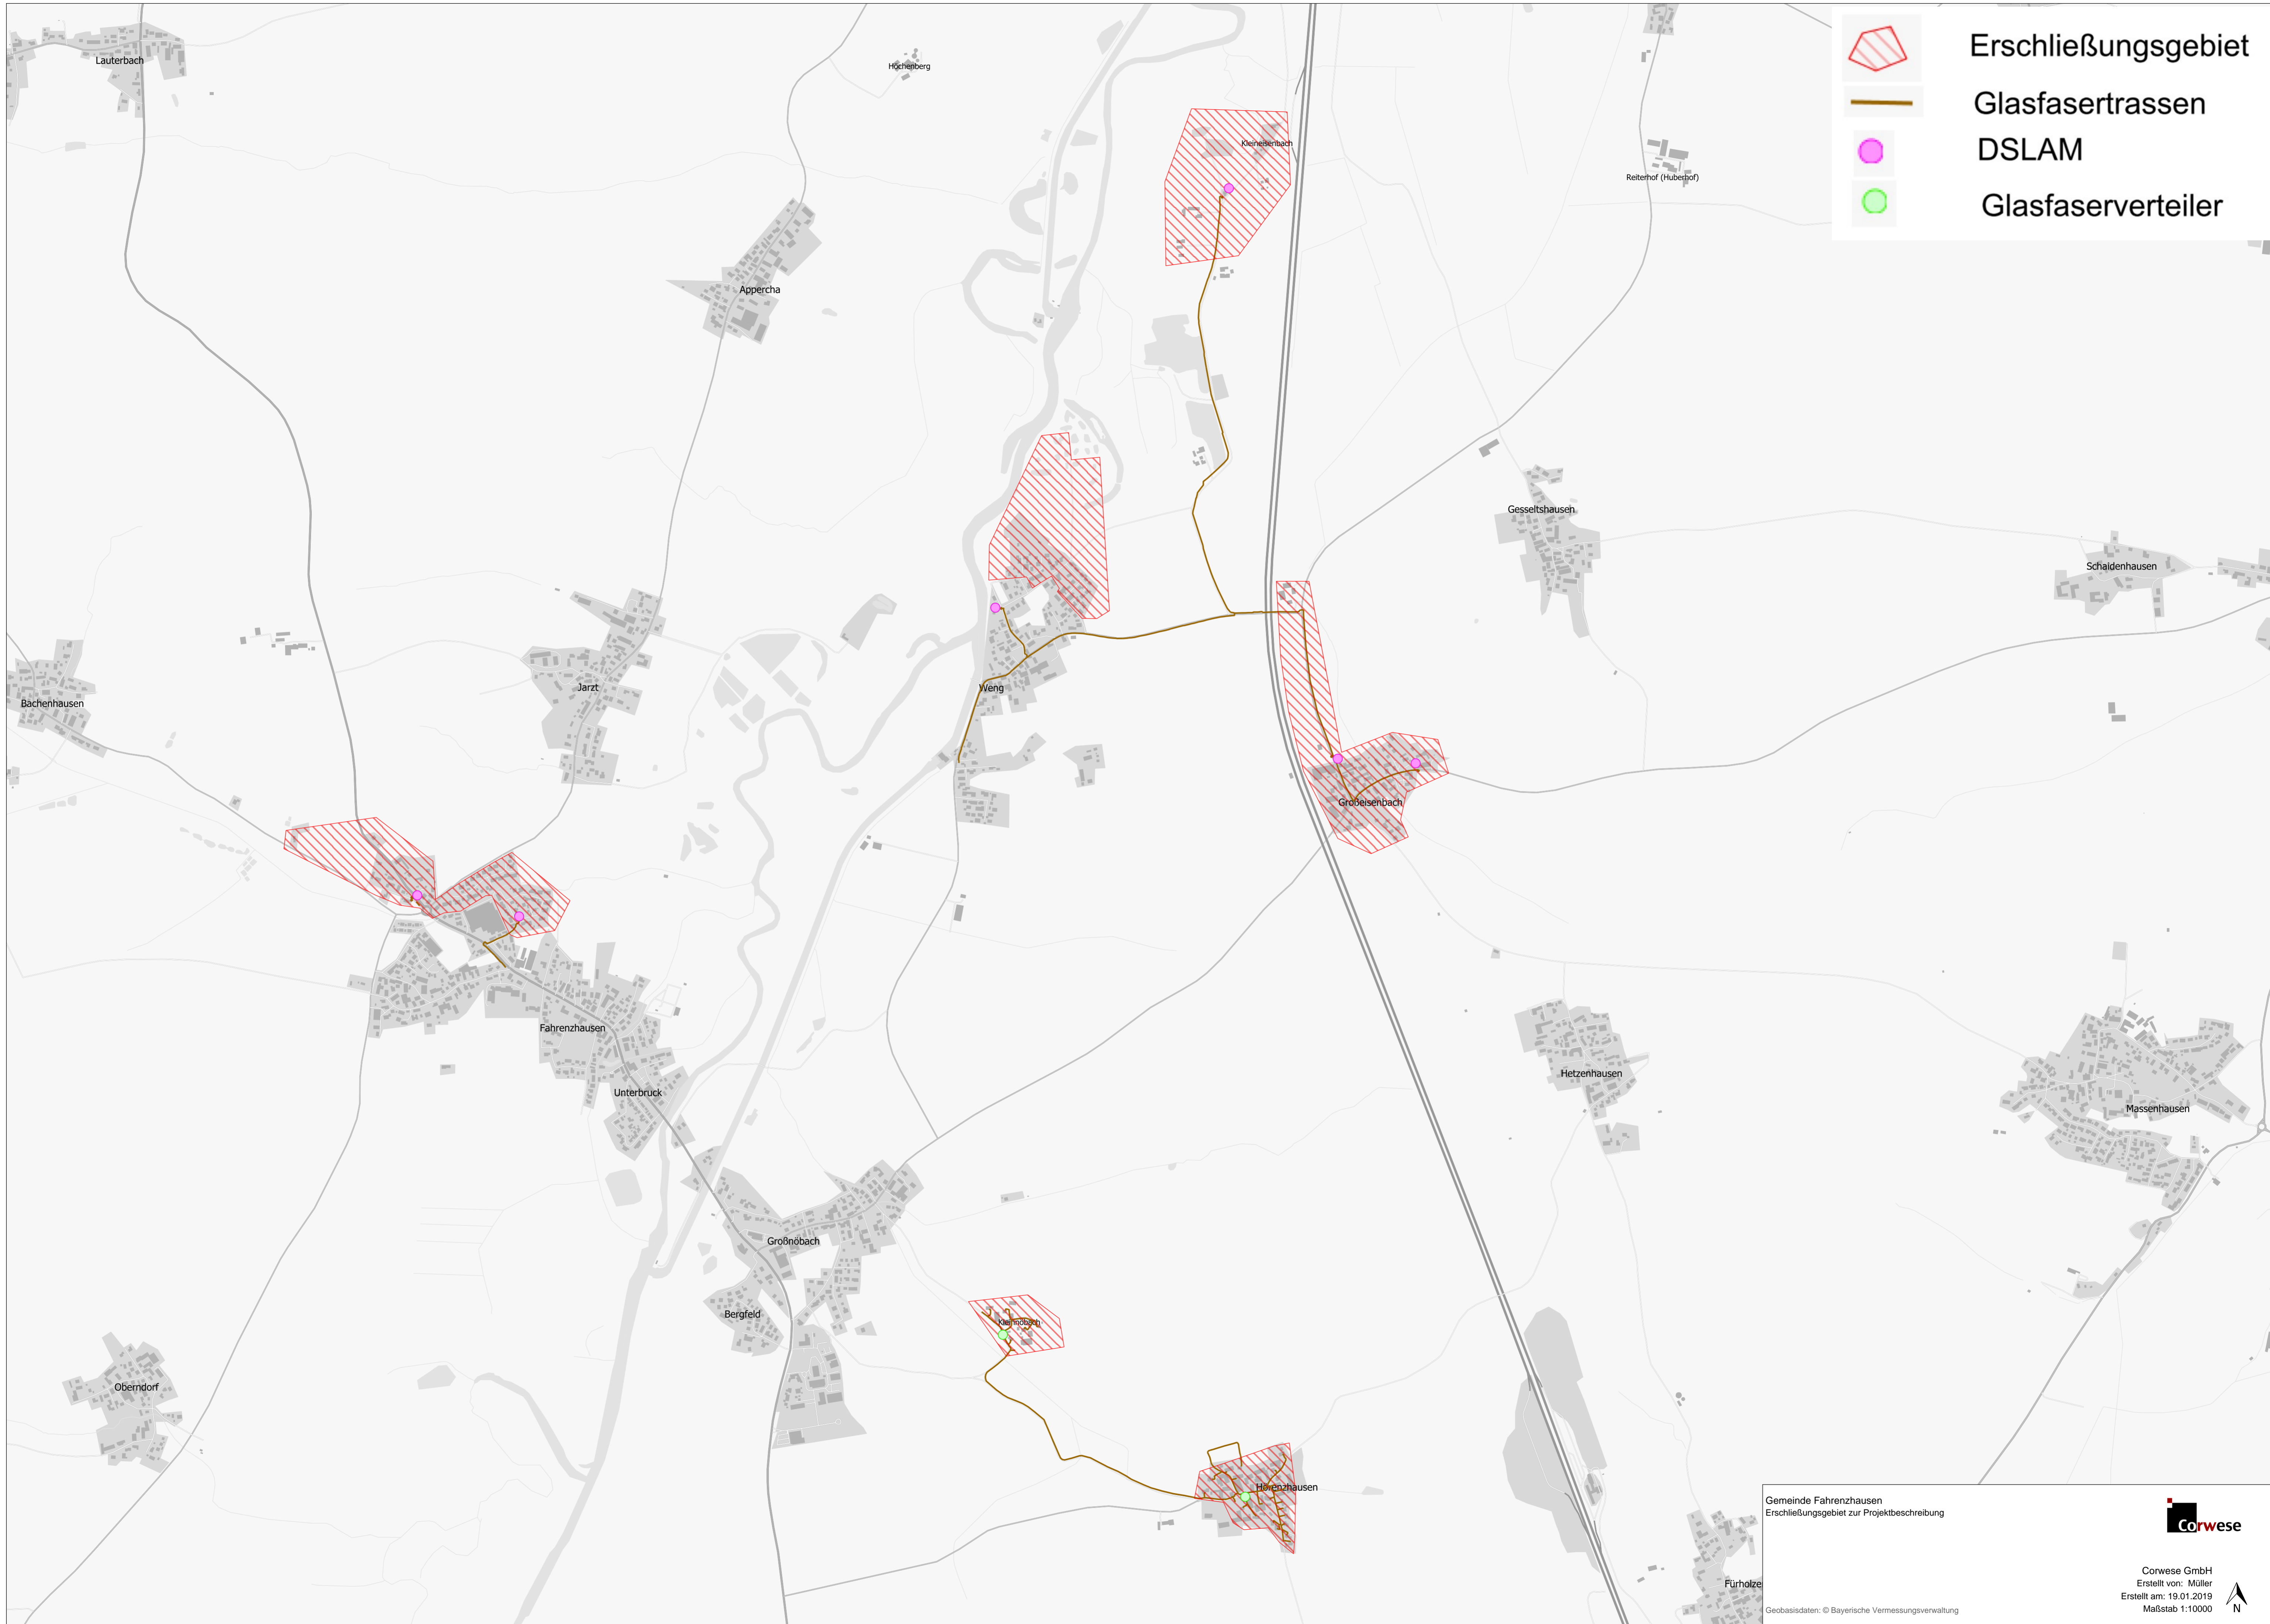 Erschließungsgebiet
Glasfasertrassen
DSLAM
Glasfaserverteiler
Lauterbach
Höchenberg
Kleineisenbach
Reiterhof (Huberhof)
Appercha
Gesseltshausen
Schaidenhausen
Jarzt
Weng
Bachenhausen
Großeisenbach
Fahrenzhausen
Hetzenhausen
Unterbruck
Massenhausen
Großnöbach
Bergfeld
Kleinnöbach
Oberndorf
Hörenzhausen
Fürholze
Gemeinde Fahrenzhausen
Erschließungsgebiet zur Projektbeschreibung
Corwese
Corwese GmbH
Erstellt von: Müller
Erstellt am: 19.01.2019
Maßstab 1:10000
N
Geobasisdaten: © Bayerische Vermessungsverwaltung